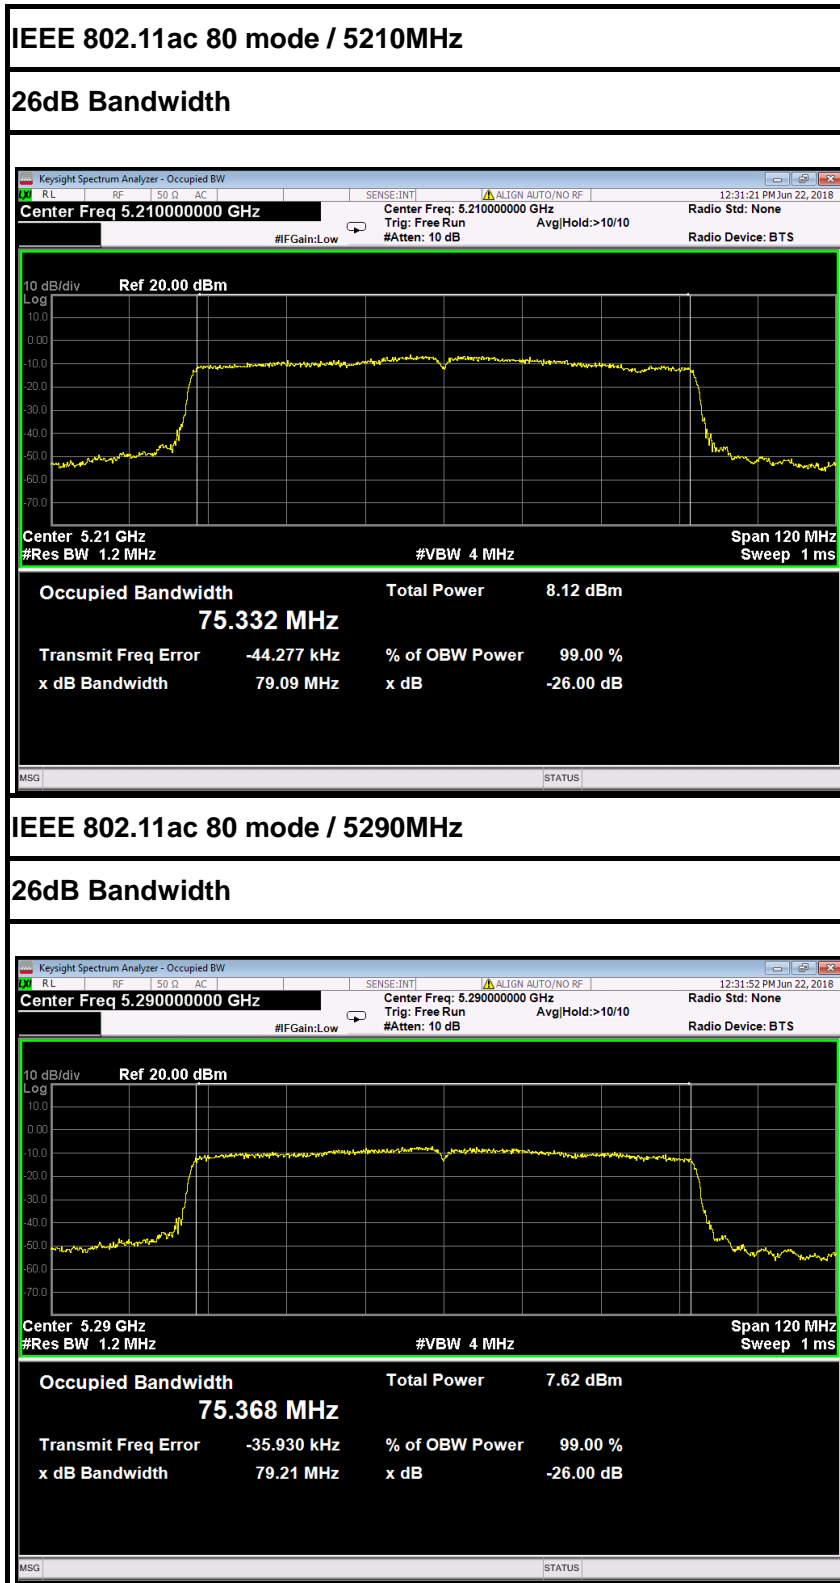 IEEE 802.11ac 80 mode / 5210MHz
26dB Bandwidth
Keysight Spectrum Analyzer - Occupied BW
LXI RL RF 50 Ω AC SENSE:INT ALIGN AUTO/NO RF 12:31:21 PM Jun 22, 2018
Center Freq 5.210000000 GHz Center Freq: 5.210000000 GHz Radio Std: None
Trig: Free Run Avg|Hold:>10/10
#IFGain:Low #Atten: 10 dB Radio Device: BTS
10 dB/div Ref 20.00 dBm
Log
10.0
0.00
-10.0
-20.0
-30.0
-40.0
-50.0
-60.0
-70.0
Center 5.21 GHz Span 120 MHz
#Res BW 1.2 MHz #VBW 4 MHz Sweep 1 ms
Occupied Bandwidth Total Power 8.12 dBm
75.332 MHz
Transmit Freq Error -44.277 kHz % of OBW Power 99.00 %
x dB Bandwidth 79.09 MHz x dB -26.00 dB
MSG STATUS
IEEE 802.11ac 80 mode / 5290MHz
26dB Bandwidth
Keysight Spectrum Analyzer - Occupied BW
LXI RL RF 50 Ω AC SENSE:INT ALIGN AUTO/NO RF 12:31:52 PM Jun 22, 2018
Center Freq 5.290000000 GHz Center Freq: 5.290000000 GHz Radio Std: None
Trig: Free Run Avg|Hold:>10/10
#IFGain:Low #Atten: 10 dB Radio Device: BTS
10 dB/div Ref 20.00 dBm
Log
10.0
0.00
-10.0
-20.0
-30.0
-40.0
-50.0
-60.0
-70.0
Center 5.29 GHz Span 120 MHz
#Res BW 1.2 MHz #VBW 4 MHz Sweep 1 ms
Occupied Bandwidth Total Power 7.62 dBm
75.368 MHz
Transmit Freq Error -35.930 kHz % of OBW Power 99.00 %
x dB Bandwidth 79.21 MHz x dB -26.00 dB
MSG STATUS